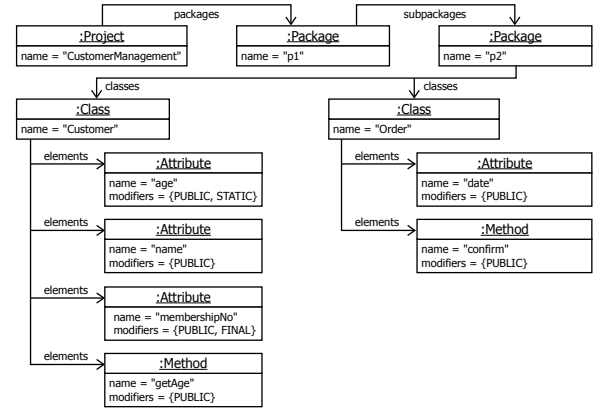 packages
subpackages
:Project
name = "CustomerManagement"
:Package
name = "p1"
:Package
name = "p2"
classes
classes
:Class
name = "Customer"
:Class
name = "Order"
elements
:Attribute
name = "age"
modifiers = {PUBLIC, STATIC}
elements
:Attribute
name = "date"
modifiers = {PUBLIC}
elements
:Attribute
name = "name"
modifiers = {PUBLIC}
elements
:Method
name = "confirm"
modifiers = {PUBLIC}
elements
:Attribute
name = "membershipNo"
modifiers = {PUBLIC, FINAL}
elements
:Method
name = "getAge"
modifiers = {PUBLIC}